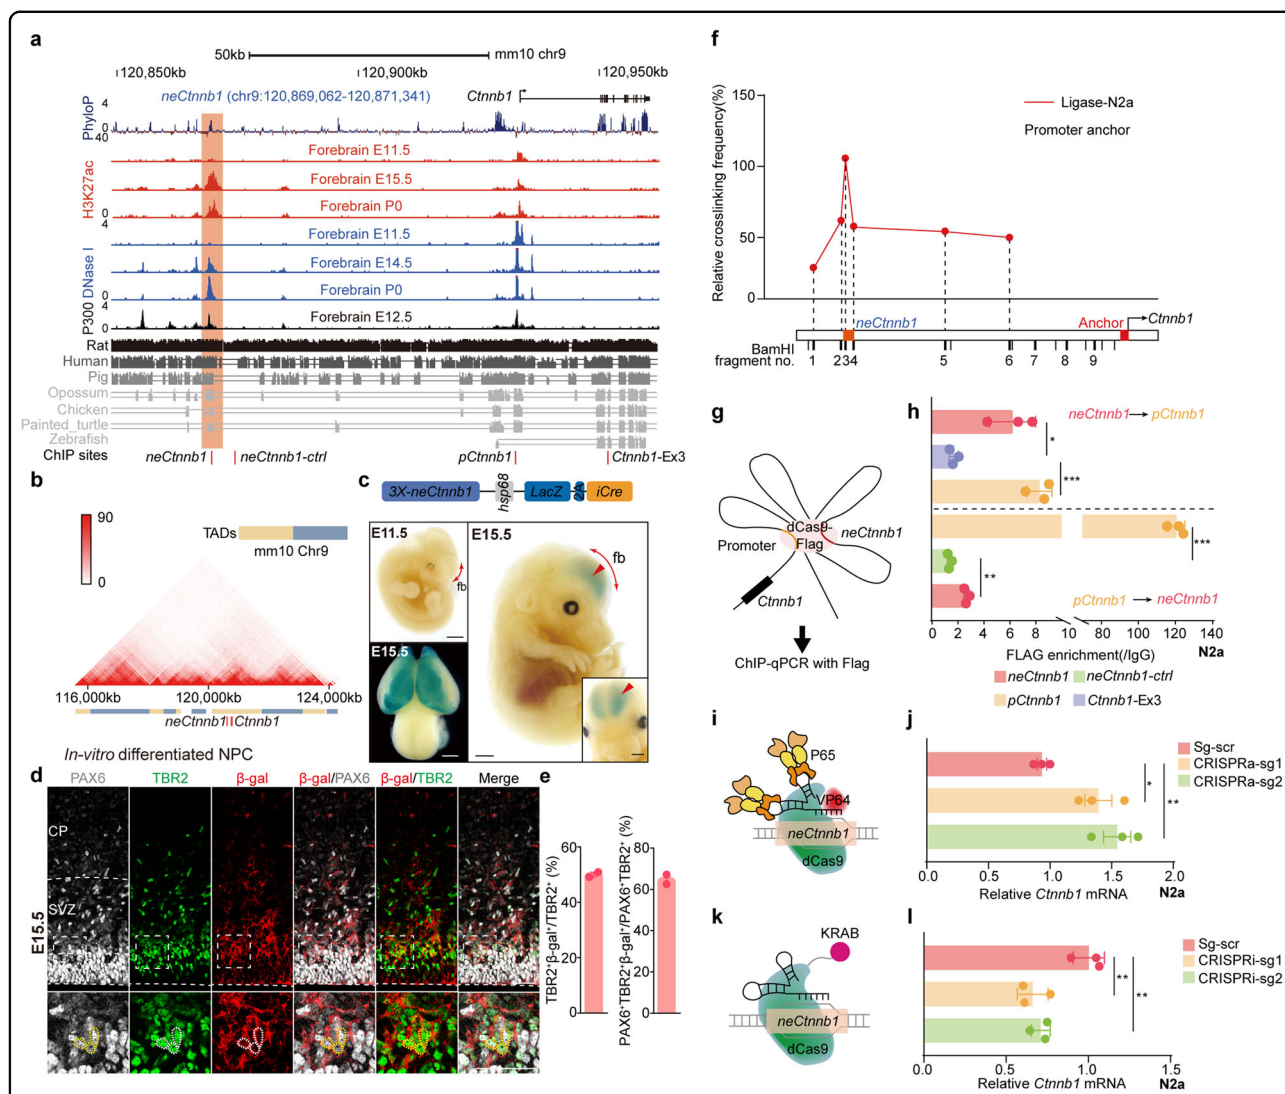 a
50kb
mm10 chr9
120,850kb
120,900kb
120,950kb
neCtnnb1 (chr9:120,869,062-120,871,341)
Ctnnb1
PhyloP
4
0
40
H3K27ac
Forebrain E11.5
Forebrain E15.5
Forebrain P0
0
4
DNase I
Forebrain E11.5
Forebrain E14.5
Forebrain P0
0
4
P300
Forebrain E12.5
0
Rat
Human
Pig
Opossum
Chicken
Painted_turtle
Zebrafish
ChIP sites
neCtnnb1
neCtnnb1-ctrl
pCtnnb1
Ctnnb1-Ex3
b
90
0
TADs
mm10 Chr9
116,000kb
120,000kb
124,000kb
neCtnnb1
Ctnnb1
In-vitro differentiated NPC
c
3X-neCtnnb1
hsp68
LacZ
2A
iCre
E11.5
fb
E15.5
E15.5
fb
d
PAX6
TBR2
β-gal
β-gal/PAX6
β-gal/TBR2
Merge
CP
SVZ
E15.5
e
TBR2+β-gal+/TBR2+ (%)
60
40
20
0
PAX6+TBR2+β-gal+/PAX6+TBR2+ (%)
80
60
40
20
0
f
Relative crosslinking frequency(%)
150
100
50
0
Ligase-N2a
Promoter anchor
neCtnnb1
Anchor
Ctnnb1
BamHI
fragment no.
1
2
3
4
5
6
7
8
9
g
dCas9-
Flag
Promoter
neCtnnb1
Ctnnb1
ChIP-qPCR with Flag
h
neCtnnb1
pCtnnb1
*
***
***
**
pCtnnb1
neCtnnb1
0
2
4
6
8
10
80
100
120
140
FLAG enrichment(/IgG)
N2a
neCtnnb1
neCtnnb1-ctrl
pCtnnb1
Ctnnb1-Ex3
i
P65
VP64
neCtnnb1
dCas9
j
Sg-scr
CRISPRa-sg1
CRISPRa-sg2
*
**
0.0
0.5
1.0
1.5
2.0
Relative Ctnnb1 mRNA
N2a
k
KRAB
neCtnnb1
dCas9
l
Sg-scr
CRISPRi-sg1
CRISPRi-sg2
**
**
0.0
0.5
1.0
1.5
Relative Ctnnb1 mRNA
N2a